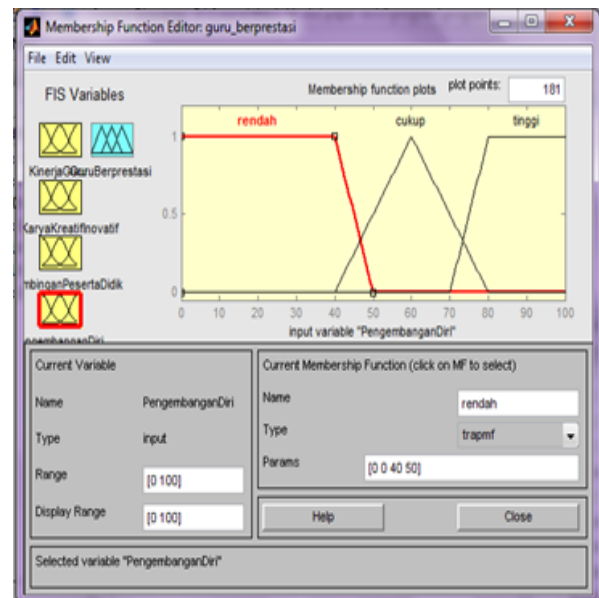 Membership Function Editor: guru_berprestasi
File Edit View
FIS Variables
Membership function plots
plot points:
181
rendah
cukup
tinggi
1
0.5
0
0 10 20 30 40 50 60 70 80 90 100
input variable "PengembanganDiri"
GuruBerprestasi
KaryaKreatifInovatif
mbinganPesertaDidik
ngembanganDiri
Current Variable
Name PengembanganDiri
Type input
Range [0 100]
Display Range [0 100]
Current Membership Function (click on MF to select)
Name rendah
Type trapmf
Params [0 0 40 50]
Help Close
Selected variable "PengembanganDiri"